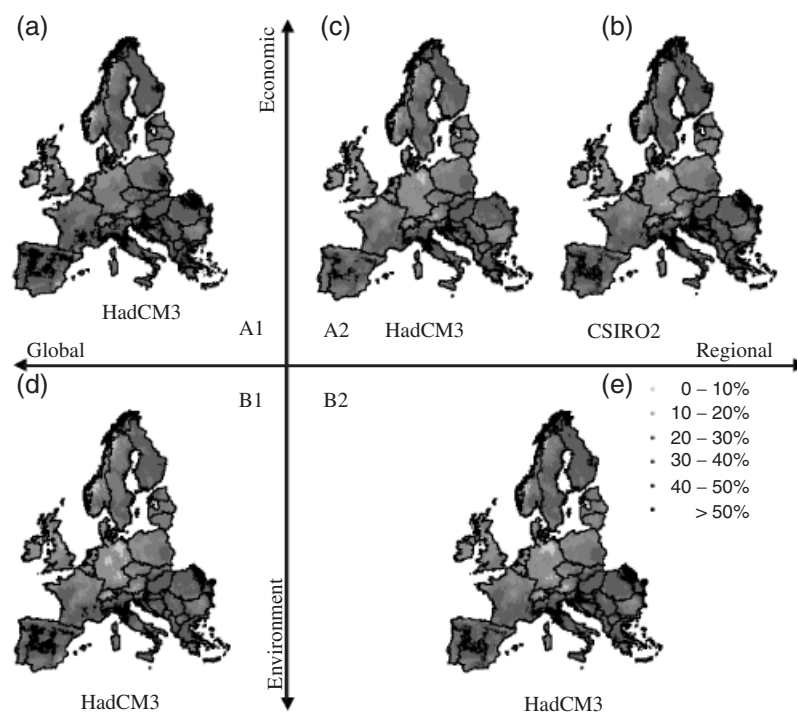 (a)
(c)
(b)
Economic
HadCM3
A1
A2
HadCM3
CSIRO2
Global
Regional
(d)
B1
B2
(e)
0 – 10%
10 – 20%
20 – 30%
30 – 40%
40 – 50%
> 50%
Environment
HadCM3
HadCM3